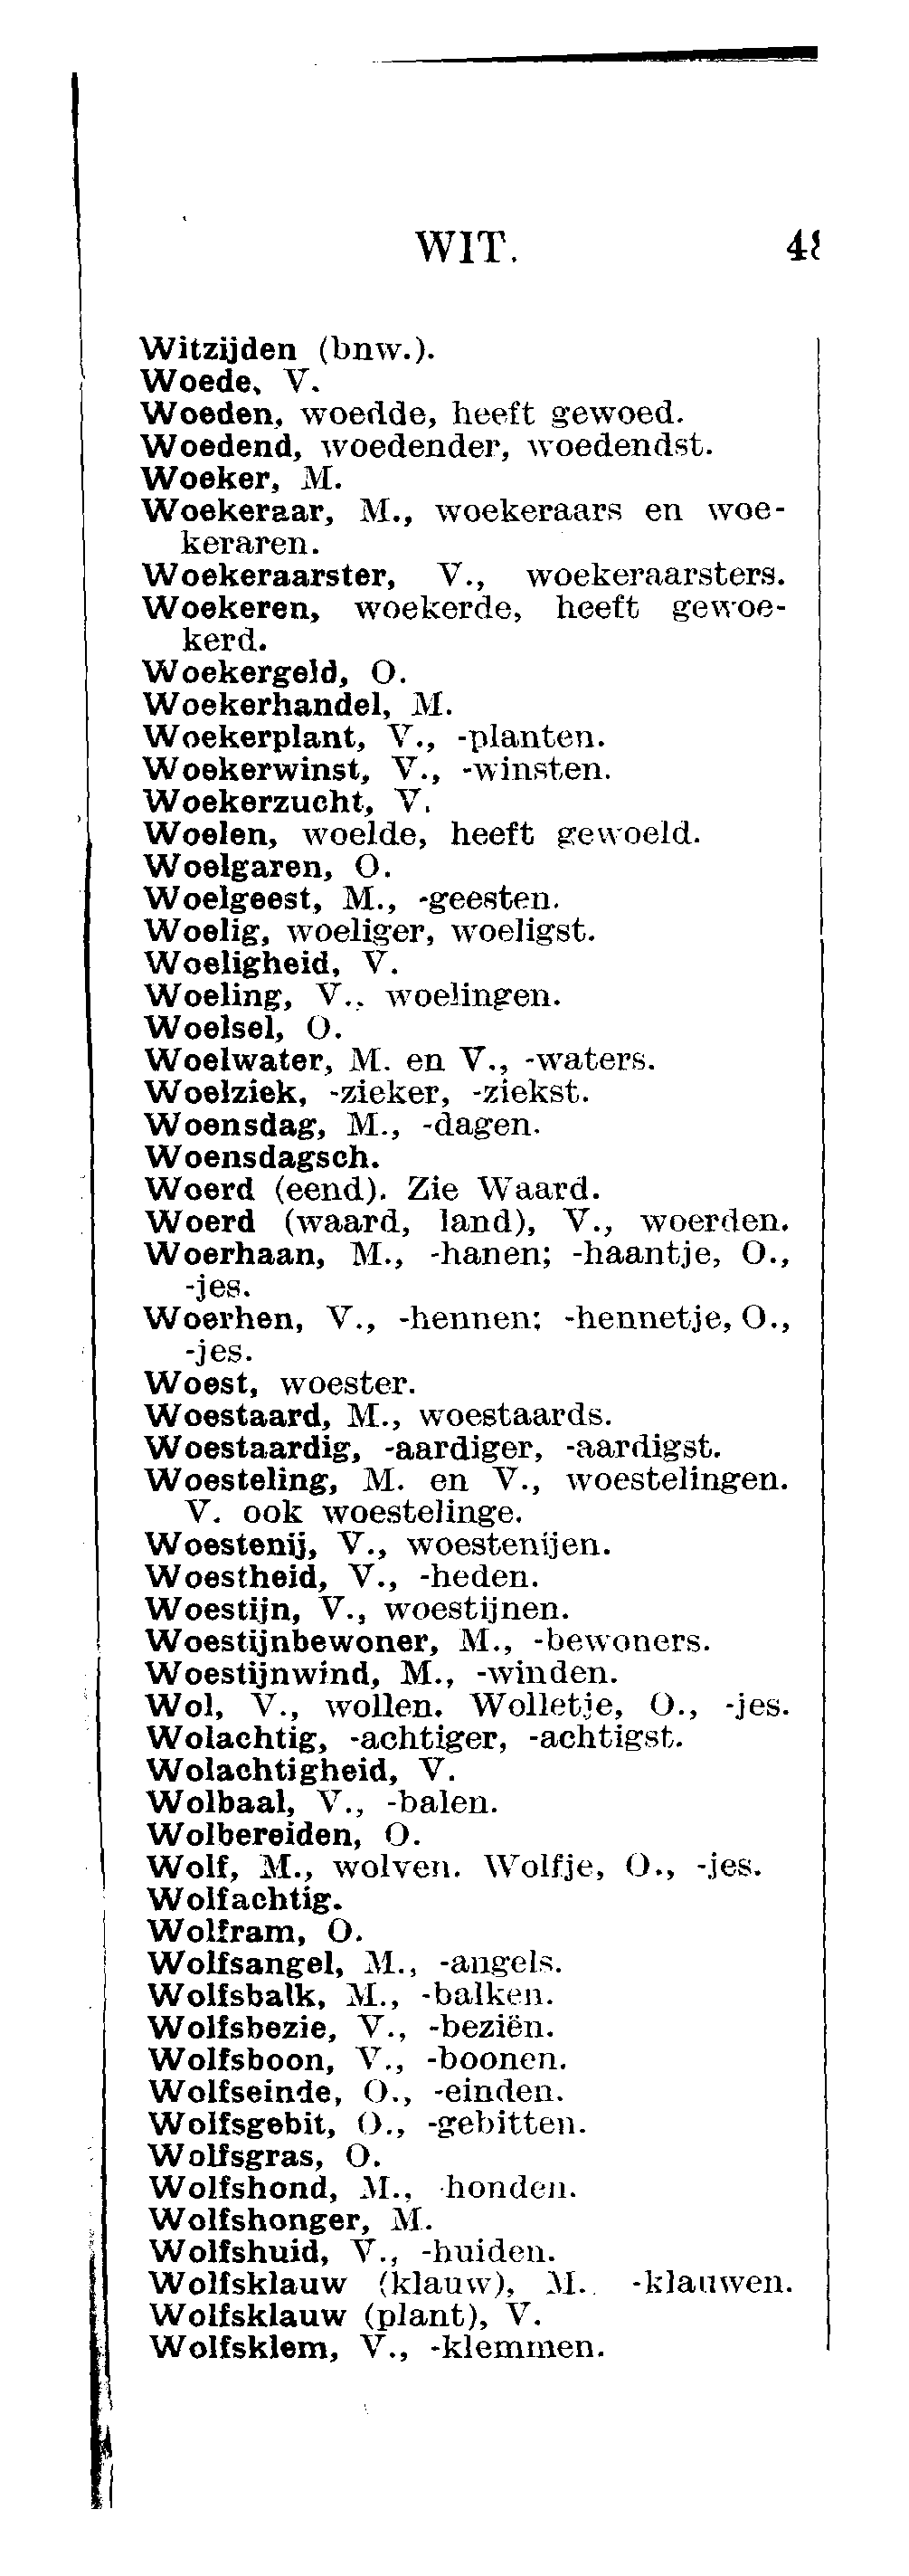 WIT.
Witzijden (bnw.).
Woede, V.
Woeden, woedde, heeft gewoed.
Woedend, woedender, woedendst.
Woeker, M.
Woekeraar, M., woekeraars en woe-
keraren.
Woekeraarster, V., woekeraarsters.
Woekeren, woekerde, heeft gewoe-
kerd.
Woekergeld, O.
Woekerhandel, M.
Woekerplant, V., -planten.
Woekerwinst, V., -winsten.
Woekerzucht, V.
Woelen, woelde, heeft gewoeld.
Woelgaren, O.
Woelgeest, M., -geesten.
Woelig, woeliger, woeligst.
Woeligheid, V.
Woeling, V., woelingen.
Woelsel, O.
Woelwater, M. en V., -waters.
Woelziek, -zieker, -ziekst.
Woensdag, M., -dagen.
Woensdagsch.
Woerd (eend). Zie Waard.
Woerd (waard, land), V., woerden.
Woerhaan, M., -hanen; -haantje, O.,
-jes.
Woerhen, V., -hennen; -hennetje, O.,
-jes.
Woest, woester.
Woestaard, M., woestaards.
Woestaardig, -aardiger, -aardigst.
Woesteling, M. en V., woestelingen.
V. ook woestelinge.
Woestenij, V., woestenijen.
Woestheid, V., -heden.
Woestijn, V., woestijnen.
Woestijnbewoner, M., -bewoners.
Woestijnwind, M., -winden.
Wol, V., wollen. Wolletje, O., -jes.
Wolachtig, -achtiger, -achtigst.
Wolachtigheid, V.
Wolbaal, V., -balen.
Wolbereiden, O.
Wolf, M., wolven. Wolfje, O., -jes.
Wolfachtig.
Wolfram, O.
Wolfsangel, M., -angels.
Wolfsbalk, M., -balken.
Wolfsbezie, V., -beziën.
Wolfsboon, V., -boonen.
Wolfseinde, O., -einden.
Wolfsgebit, O., -gebitten.
Wolfsgras, O.
Wolfshond, M., -honden.
Wolfshonger, M.
Wolfshuid, V., -huiden.
Wolfsklauw (klauw), M. -klauwen.
Wolfsklauw (plant), V.
Wolfsklem, V., -klemmen.